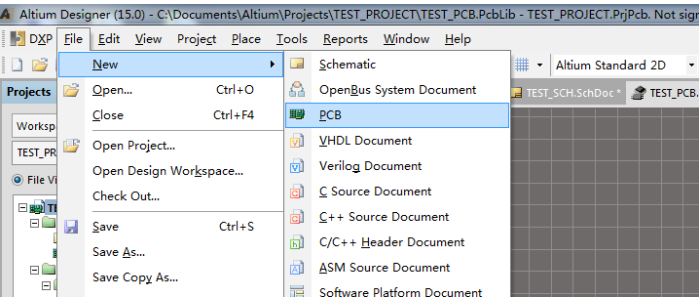 Altium Designer (15.0) - C:\Documents\Altium\Projects\TEST_PROJECT\TEST_PCB.PcbLib - TEST_PROJECT.PrjPcb. Not sign
DXP File Edit View Project Place Tools Reports Window Help
New Schematic Altium Standard 2D
Projects Open... Ctrl+O OpenBus System Document TEST_SCH.SchDoc * TEST_PCB.
Close Ctrl+F4 PCB
Worksp
VHDL Document
TEST_PR Open Project...
Open Design Workspace... Verilog Document
File Vi Check Out... C Source Document
Save Ctrl+S C++ Source Document
Save As... C/C++ Header Document
Save Copy As... ASM Source Document
Software Platform Document